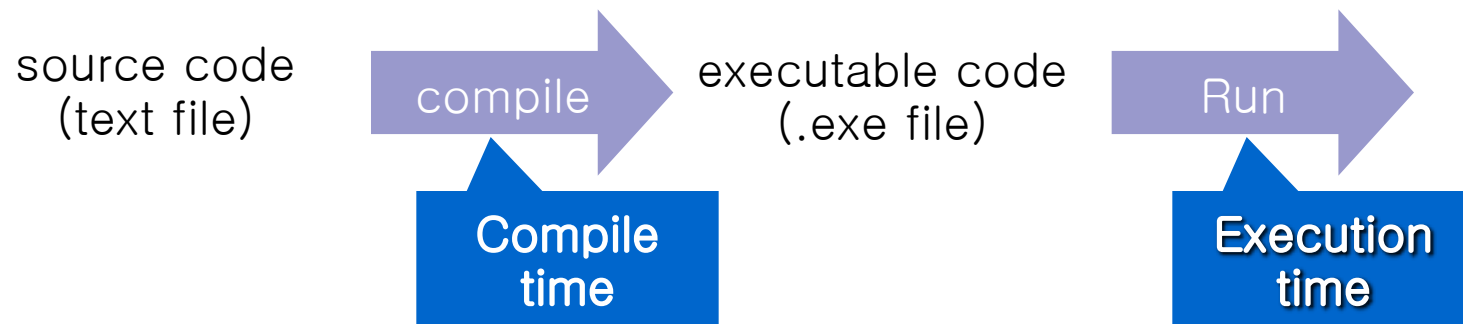 source code
(text file)
compile
executable code
(.exe file)
Run
Compile
time
Execution
time